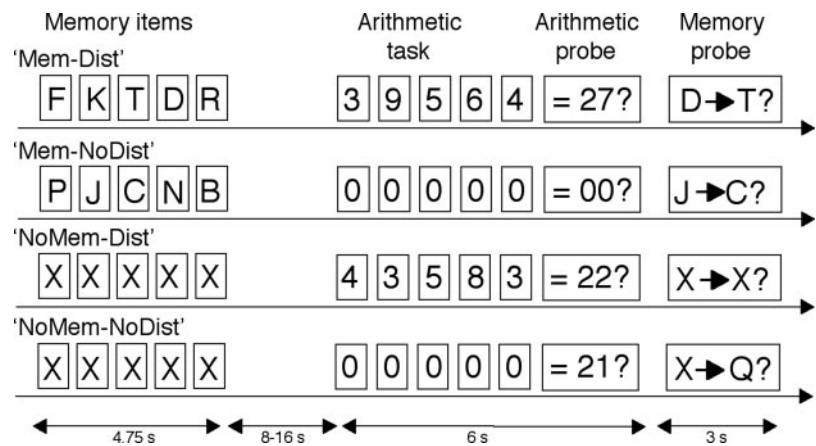 Memory items Arithmetic task Arithmetic probe Memory probe
'Mem-Dist'
F K T D R 3 9 5 6 4 = 27? D→T?
'Mem-NoDist'
P J C N B 0 0 0 0 0 = 00? J→C?
'NoMem-Dist'
X X X X X 4 3 5 8 3 = 22? X→X?
'NoMem-NoDist'
X X X X X 0 0 0 0 0 = 21? X→Q?
4.75 s 8-16 s 6 s 3 s